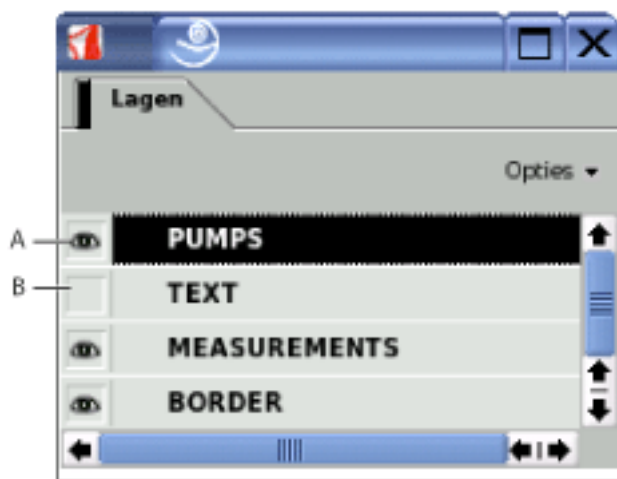 Lagen
Opties
A PUMPS
B TEXT
MEASUREMENTS
BORDER